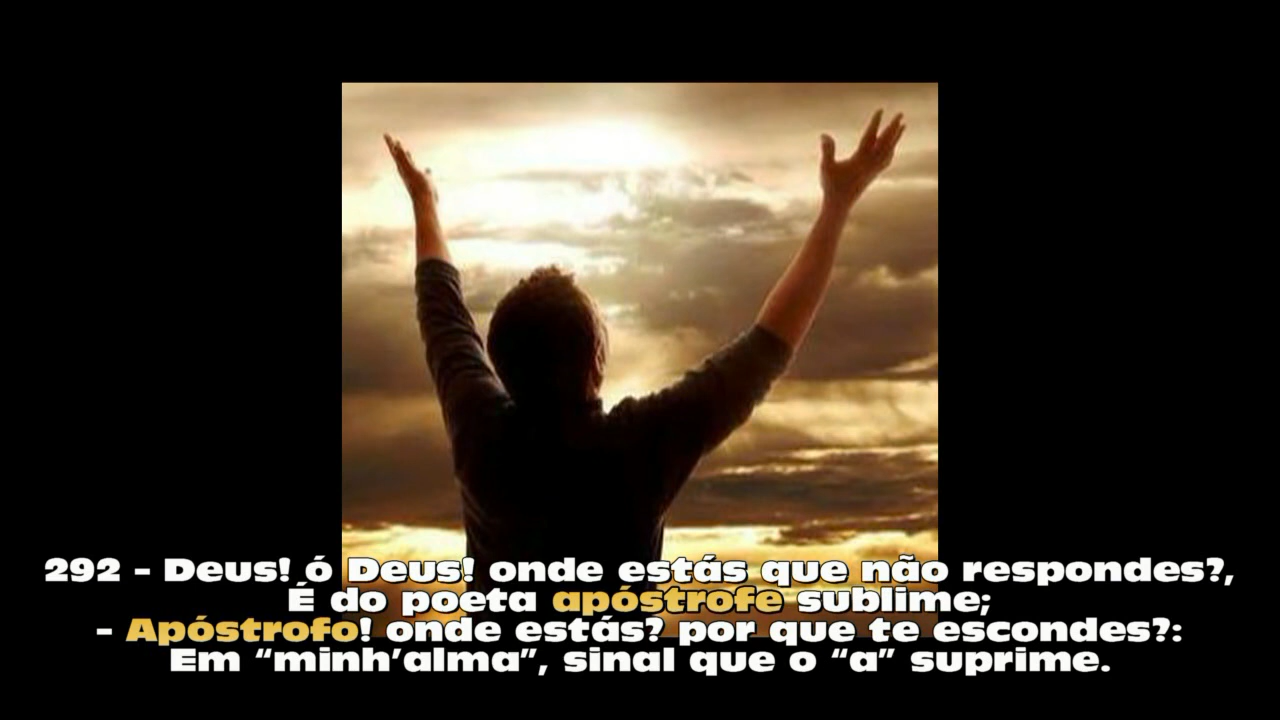 292 - Deus! ó Deus! onde estás que não respondes?,
É do poeta apóstrofe sublime;
- Apóstrofo! onde estás? por que te escondes?:
Em “minh’alma”, sinal que o “a” suprime.